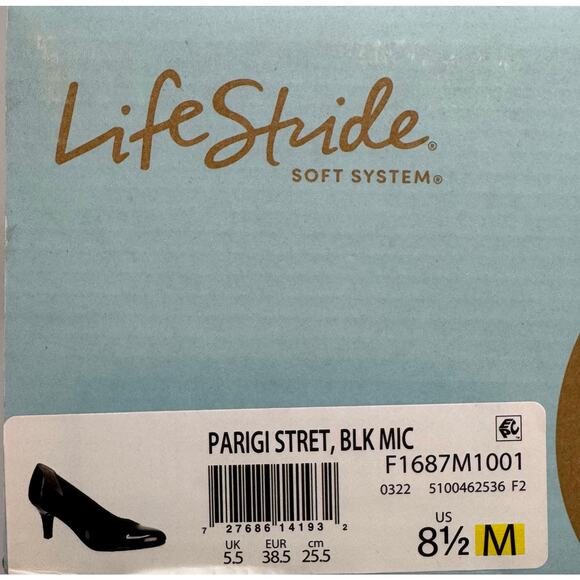 LifeStride®
SOFT SYSTEM®
PARIGI STRET, BLK MIC
F1687M1001
0322 5100462536 F2
7 27686 14193 2
UK EUR cm
5.5 38.5 25.5
US
8½ M